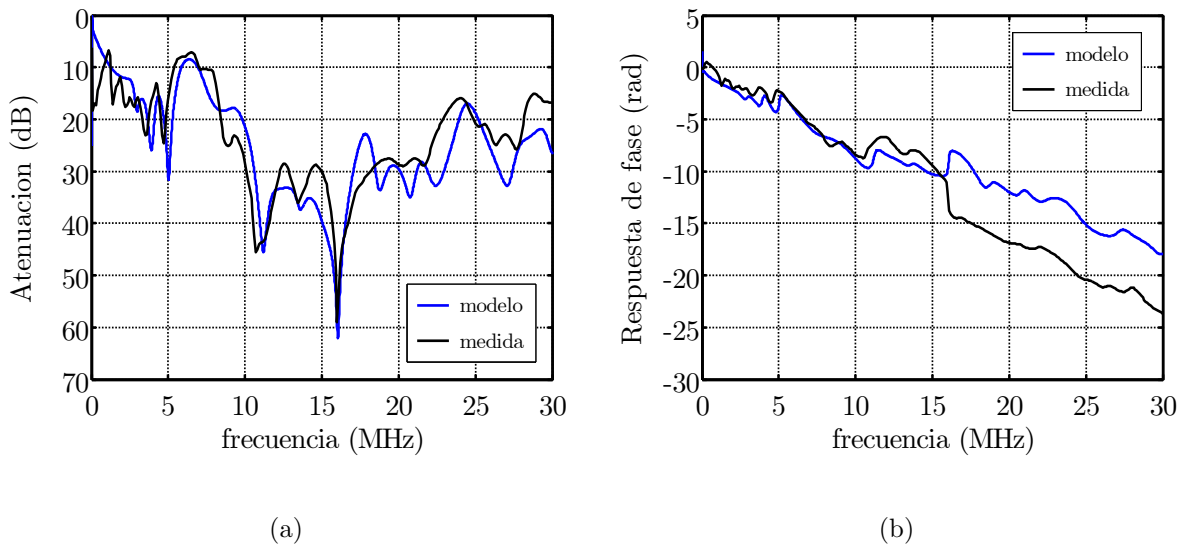 0
10
20
30
40
50
60
70
Atenuacion (dB)
0 5 10 15 20 25 30
frecuencia (MHz)
modelo
medida
(a)
5
0
-5
-10
-15
-20
-25
-30
Respuesta de fase (rad)
0 5 10 15 20 25 30
frecuencia (MHz)
modelo
medida
(b)